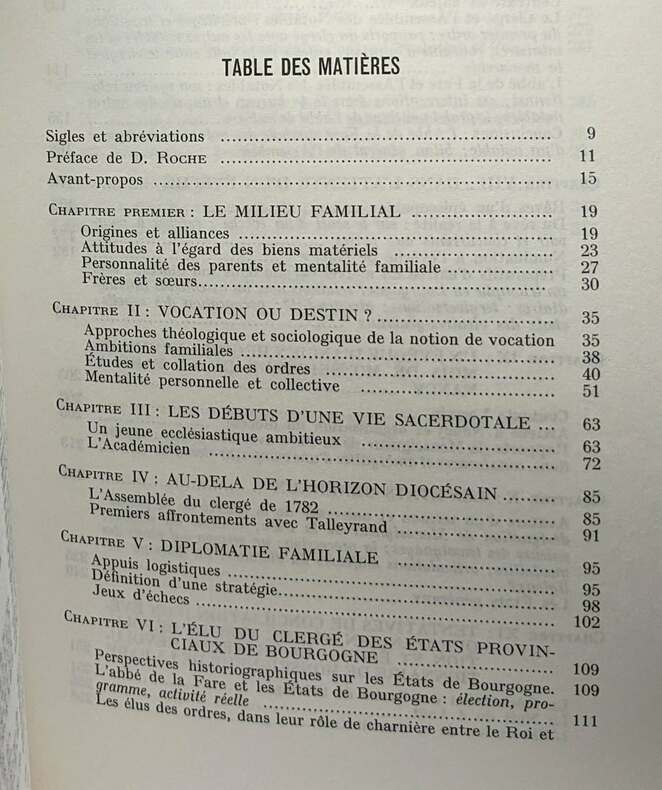 TABLE DES MATIÈRES
Sigles et abréviations ........ 9
Préface de D. ROCHE ........ 11
Avant-propos ........ 15
CHAPITRE PREMIER : LE MILIEU FAMILIAL ........ 19
Origines et alliances ........ 19
Attitudes à l'égard des biens matériels ........ 23
Personnalité des parents et mentalité familiale ........ 27
Frères et sœurs ........ 30
CHAPITRE II : VOCATION OU DESTIN ? ........ 35
Approches théologique et sociologique de la notion de vocation 35
Ambitions familiales ........ 38
Études et collation des ordres ........ 40
Mentalité personnelle et collective ........ 51
CHAPITRE III : LES DÉBUTS D'UNE VIE SACERDOTALE ... 63
Un jeune ecclésiastique ambitieux ........ 63
L'Académicien ........ 72
CHAPITRE IV : AU-DELA DE L'HORIZON DIOCÉSAIN ........ 85
L'Assemblée du clergé de 1782 ........ 85
Premiers affrontements avec Talleyrand ........ 91
CHAPITRE V : DIPLOMATIE FAMILIALE ........ 95
Appuis logistiques ........ 95
Définition d'une stratégie ........ 98
Jeux d'échecs ........ 102
CHAPITRE VI : L'ÉLU DU CLERGÉ DES ÉTATS PROVIN-
CIAUX DE BOURGOGNE ........ 109
Perspectives historiographiques sur les États de Bourgogne. 109
L'abbé de la Fare et les États de Bourgogne : élection, pro-
gramme, activité réelle ........ 111
Les élus des ordres, dans leur rôle de charnière entre le Roi et